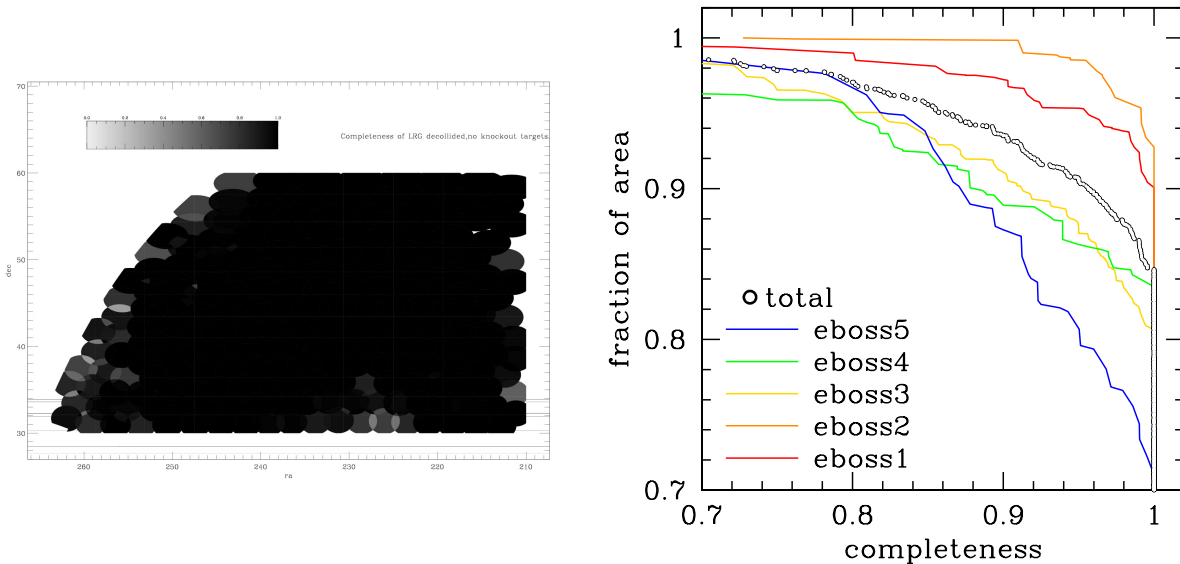 70
60
50
40
30
dec
0.0 0.2 0.4 0.6 0.8 1.0
Completeness of LRG decollided,no knockout targets.
260 250 240 230 220 210
ra
1
0.9
0.8
0.7
fraction of area
total
eboss5
eboss4
eboss3
eboss2
eboss1
0.7 0.8 0.9 1
completeness